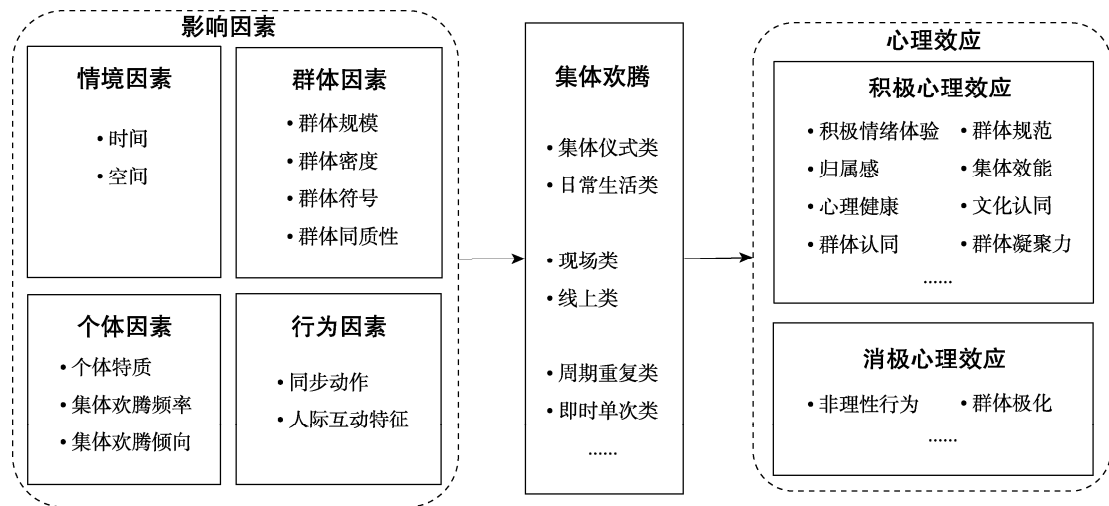 影响因素
情境因素
• 时间
• 空间
群体因素
• 群体规模
• 群体密度
• 群体符号
• 群体同质性
个体因素
• 个体特质
• 集体欢腾频率
• 集体欢腾倾向
行为因素
• 同步动作
• 人际互动特征
集体欢腾
• 集体仪式类
• 日常生活类
• 现场类
• 线上类
• 周期重复类
• 即时单次类
......
心理效应
积极心理效应
• 积极情绪体验 • 群体规范
• 归属感 • 集体效能
• 心理健康 • 文化认同
• 群体认同 • 群体凝聚力
......
消极心理效应
• 非理性行为 • 群体极化
......